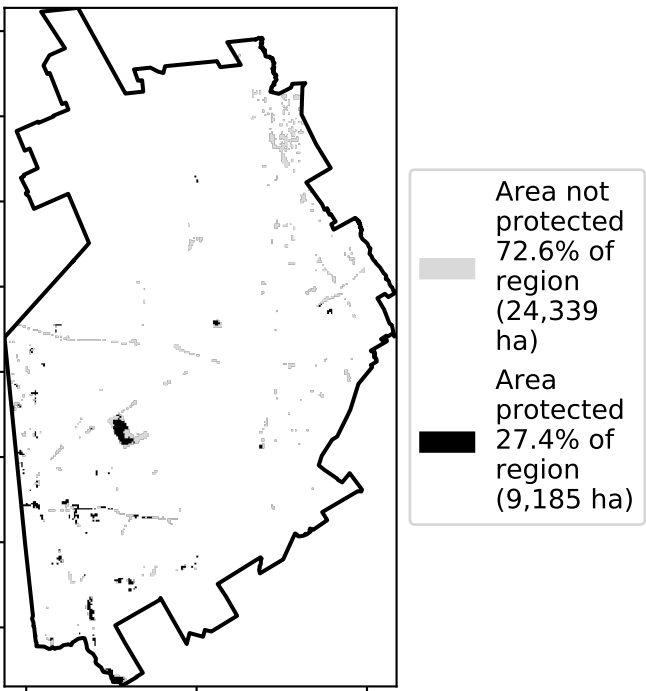 Area not
protected
72.6% of
region
(24,339
ha)
Area
protected
27.4% of
region
(9,185 ha)